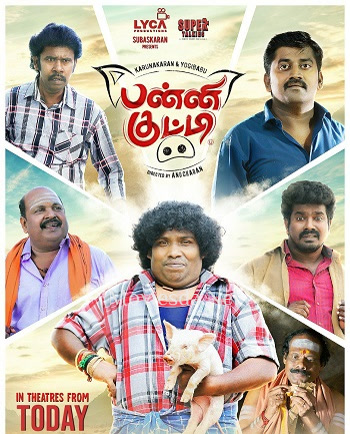 LYCA
PRODUCTIONS
SUPER
TALKIES
SUBASKARAN
PRESENTS
KARUNAKARAN & YOGIBABU
பன்னி
குட்டி
DIRECTED BY ANUCHARAN
IN THEATRES FROM
TODAY